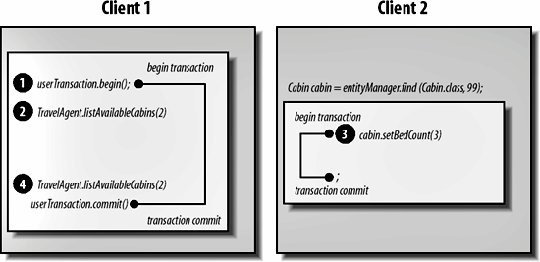 Client 1
begin transaction
1 userTransaction.begin();
2 TravelAgent.listAvailableCabins(2)
4 TravelAgent.listAvailableCabins(2)
userTransaction.commit()
transaction commit
Client 2
Cabin cabin = entityManager.find (Cabin.class, 99);
begin transaction
3 cabin.setBedCount(3)
;
transaction commit